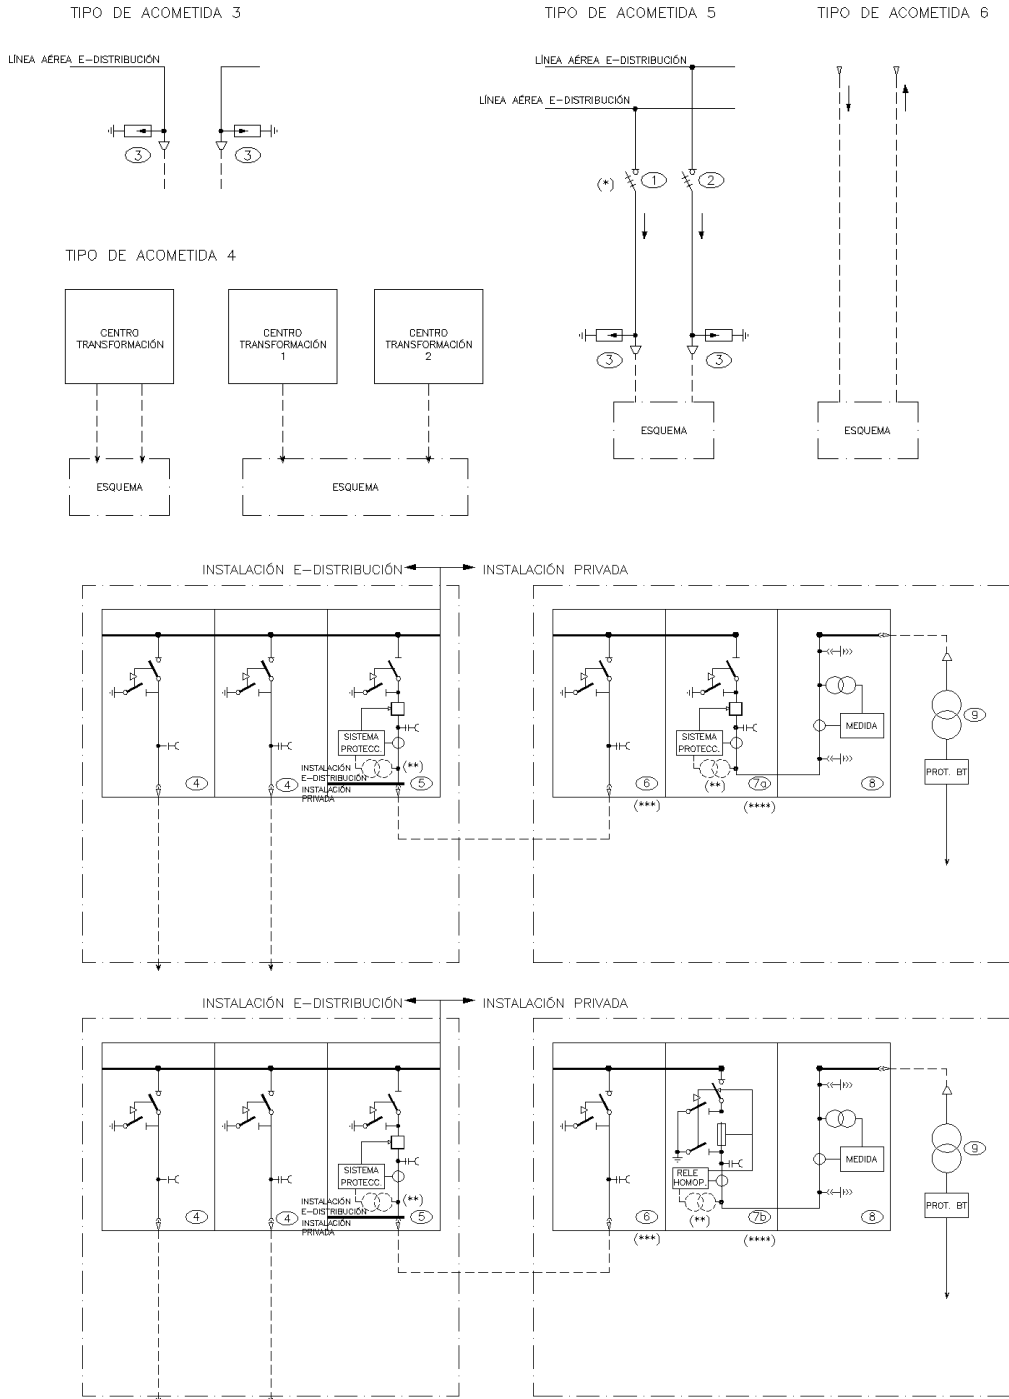 TIPO DE ACOMETIDA 3
LÍNEA AÉREA E-DISTRIBUCIÓN
3
3
TIPO DE ACOMETIDA 5
LÍNEA AÉREA E-DISTRIBUCIÓN
LÍNEA AÉREA E-DISTRIBUCIÓN
(*)
1
2
3
3
ESQUEMA
TIPO DE ACOMETIDA 6
ESQUEMA
TIPO DE ACOMETIDA 4
CENTRO
TRANSFORMACIÓN
CENTRO
TRANSFORMACIÓN
1
CENTRO
TRANSFORMACIÓN
2
ESQUEMA
ESQUEMA
INSTALACIÓN E-DISTRIBUCIÓN
INSTALACIÓN PRIVADA
SISTEMA
PROTECC.
(**)
INSTALACIÓN
E-DISTRIBUCIÓN
INSTALACIÓN
PRIVADA
4
4
5
SISTEMA
PROTECC.
(**)
MEDIDA
6
(***)
7a
(****)
8
9
PROT. BT
INSTALACIÓN E-DISTRIBUCIÓN
INSTALACIÓN PRIVADA
SISTEMA
PROTECC.
(**)
INSTALACIÓN
E-DISTRIBUCIÓN
INSTALACIÓN
PRIVADA
4
4
5
RELE
HOMOP.
(**)
MEDIDA
6
(***)
7b
(****)
8
9
PROT. BT